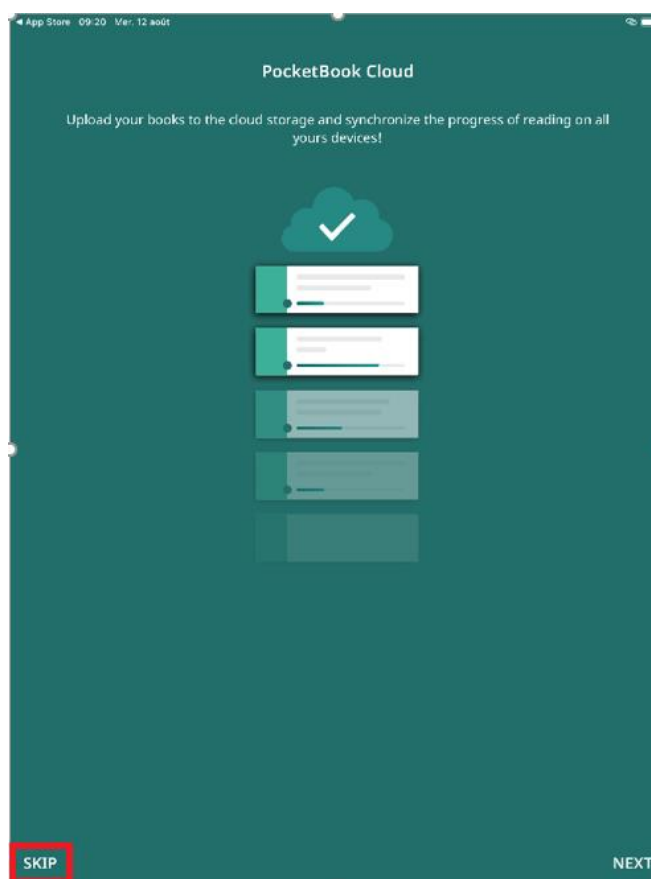 ◀ App Store 09:20 Mer. 12 août
PocketBook Cloud
Upload your books to the cloud storage and synchronize the progress of reading on all
yours devices!
SKIP
NEXT